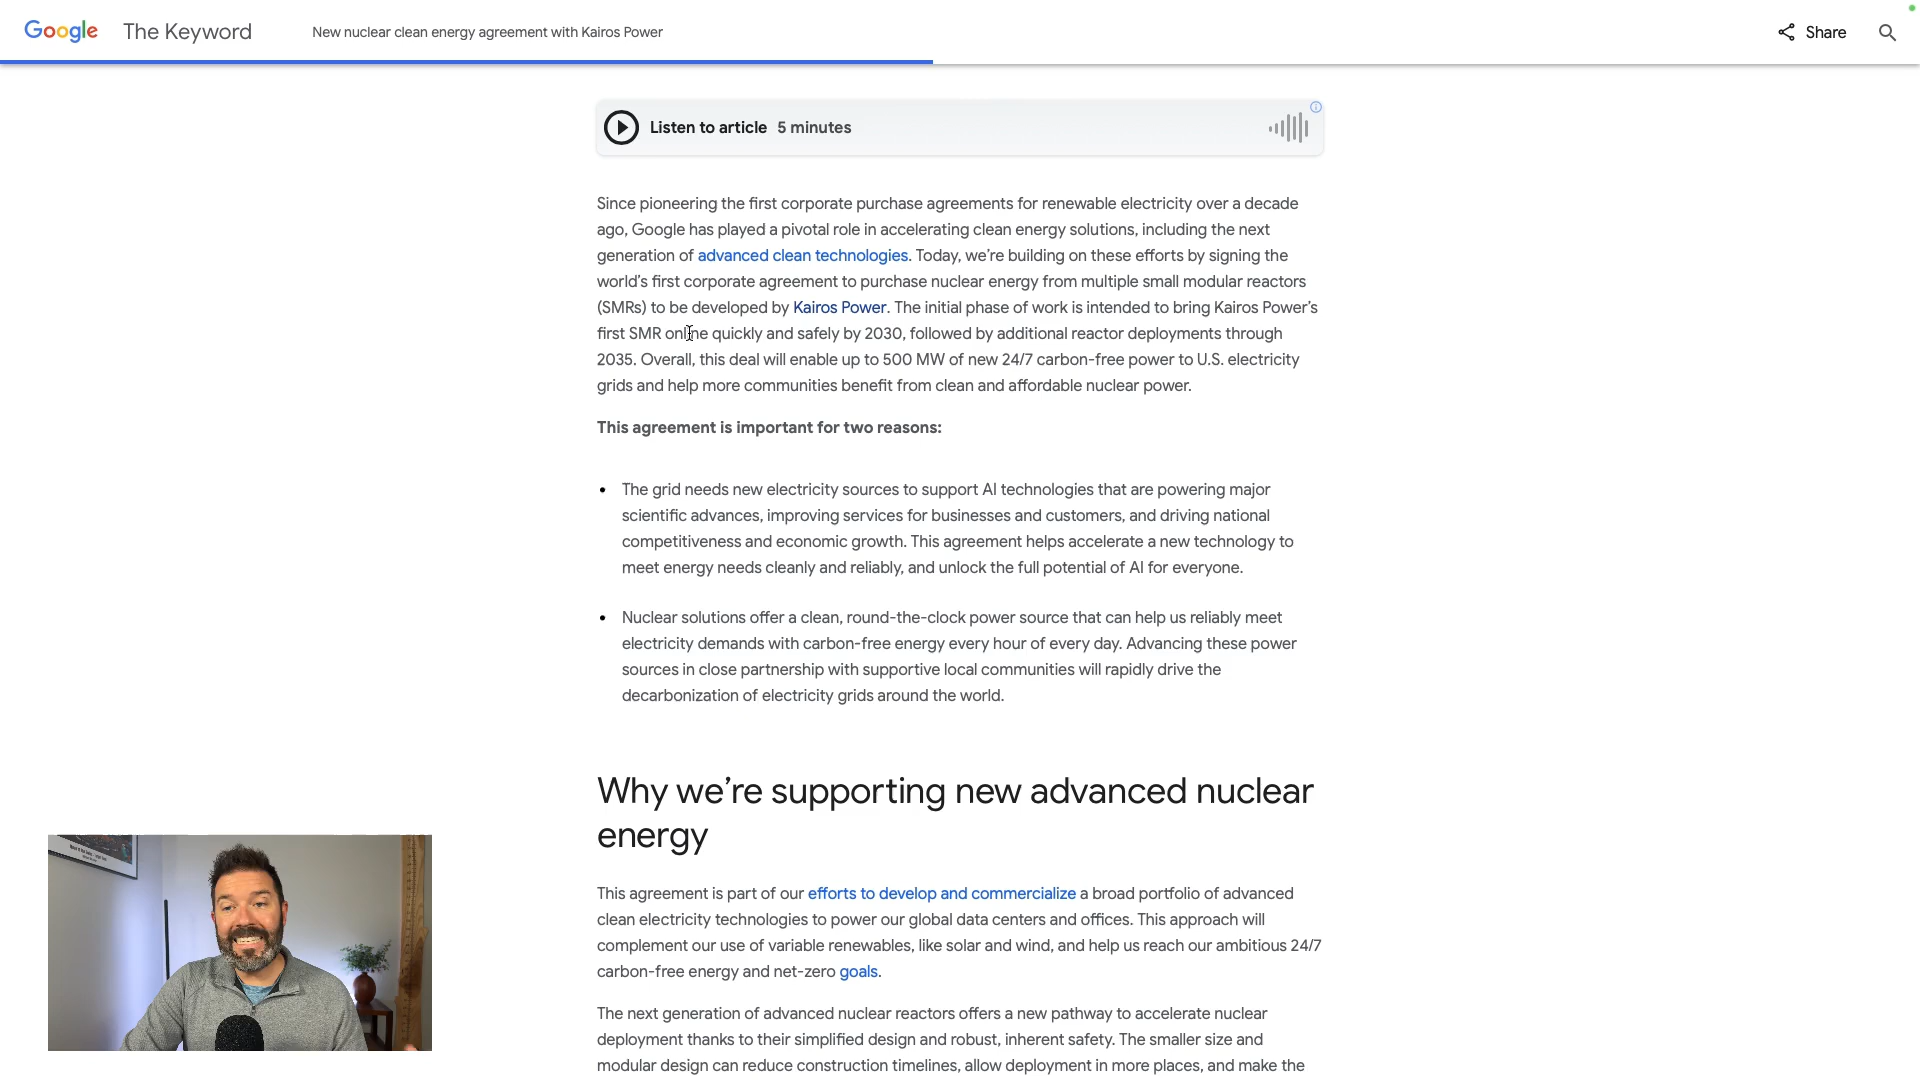 Google The Keyword New nuclear clean energy agreement with Kairos Power Share
Listen to article 5 minutes
Since pioneering the first corporate purchase agreements for renewable electricity over a decade
ago, Google has played a pivotal role in accelerating clean energy solutions, including the next
generation of advanced clean technologies. Today, we’re building on these efforts by signing the
world’s first corporate agreement to purchase nuclear energy from multiple small modular reactors
(SMRs) to be developed by Kairos Power. The initial phase of work is intended to bring Kairos Power’s
first SMR online quickly and safely by 2030, followed by additional reactor deployments through
2035. Overall, this deal will enable up to 500 MW of new 24/7 carbon-free power to U.S. electricity
grids and help more communities benefit from clean and affordable nuclear power.
This agreement is important for two reasons:
• The grid needs new electricity sources to support AI technologies that are powering major
scientific advances, improving services for businesses and customers, and driving national
competitiveness and economic growth. This agreement helps accelerate a new technology to
meet energy needs cleanly and reliably, and unlock the full potential of AI for everyone.
• Nuclear solutions offer a clean, round-the-clock power source that can help us reliably meet
electricity demands with carbon-free energy every hour of every day. Advancing these power
sources in close partnership with supportive local communities will rapidly drive the
decarbonization of electricity grids around the world.
Why we’re supporting new advanced nuclear
energy
This agreement is part of our efforts to develop and commercialize a broad portfolio of advanced
clean electricity technologies to power our global data centers and offices. This approach will
complement our use of variable renewables, like solar and wind, and help us reach our ambitious 24/7
carbon-free energy and net-zero goals.
The next generation of advanced nuclear reactors offers a new pathway to accelerate nuclear
deployment thanks to their simplified design and robust, inherent safety. The smaller size and
modular design can reduce construction timelines, allow deployment in more places, and make the